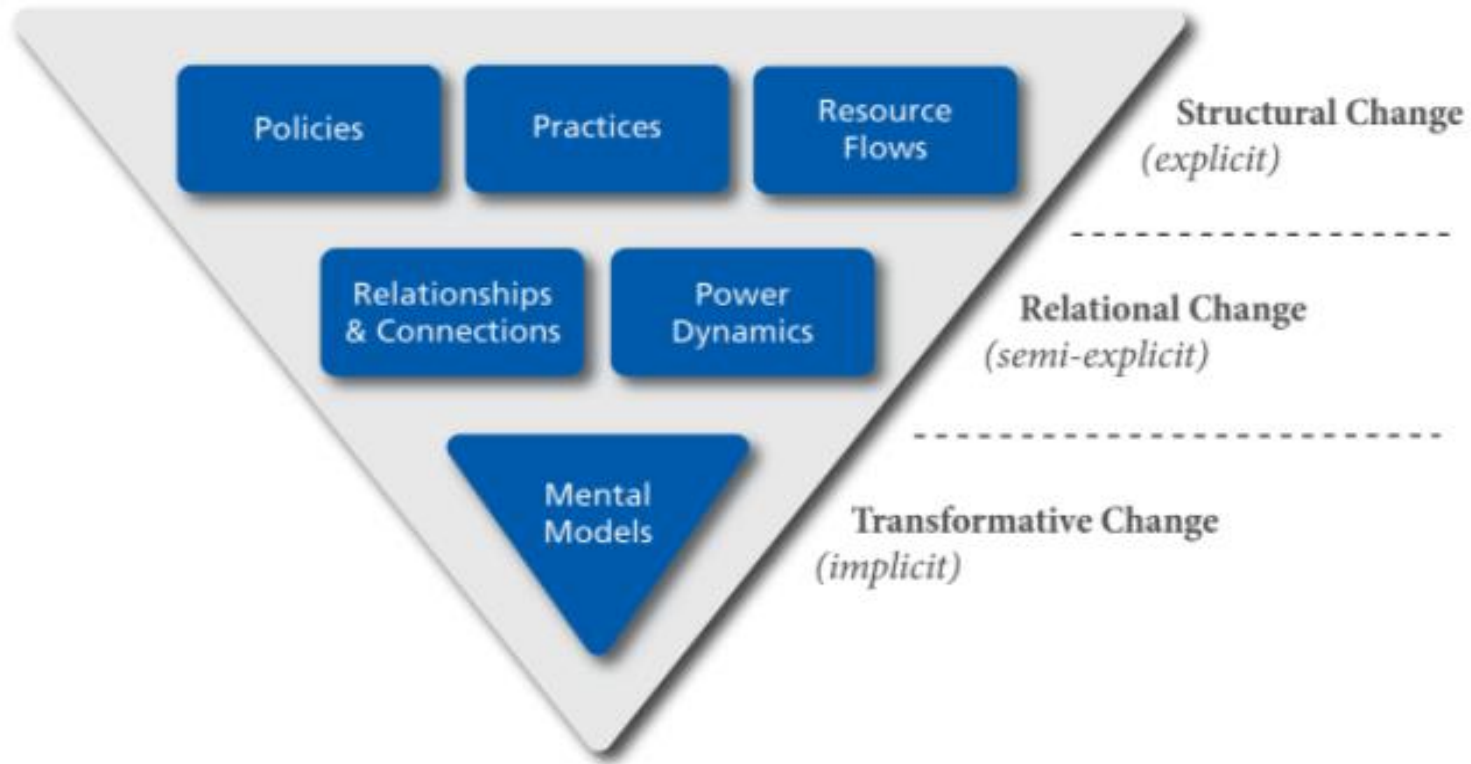 Policies
Practices
Resource
Flows
Structural Change
(explicit)
Relationships
& Connections
Power
Dynamics
Relational Change
(semi-explicit)
Mental
Models
Transformative Change
(implicit)